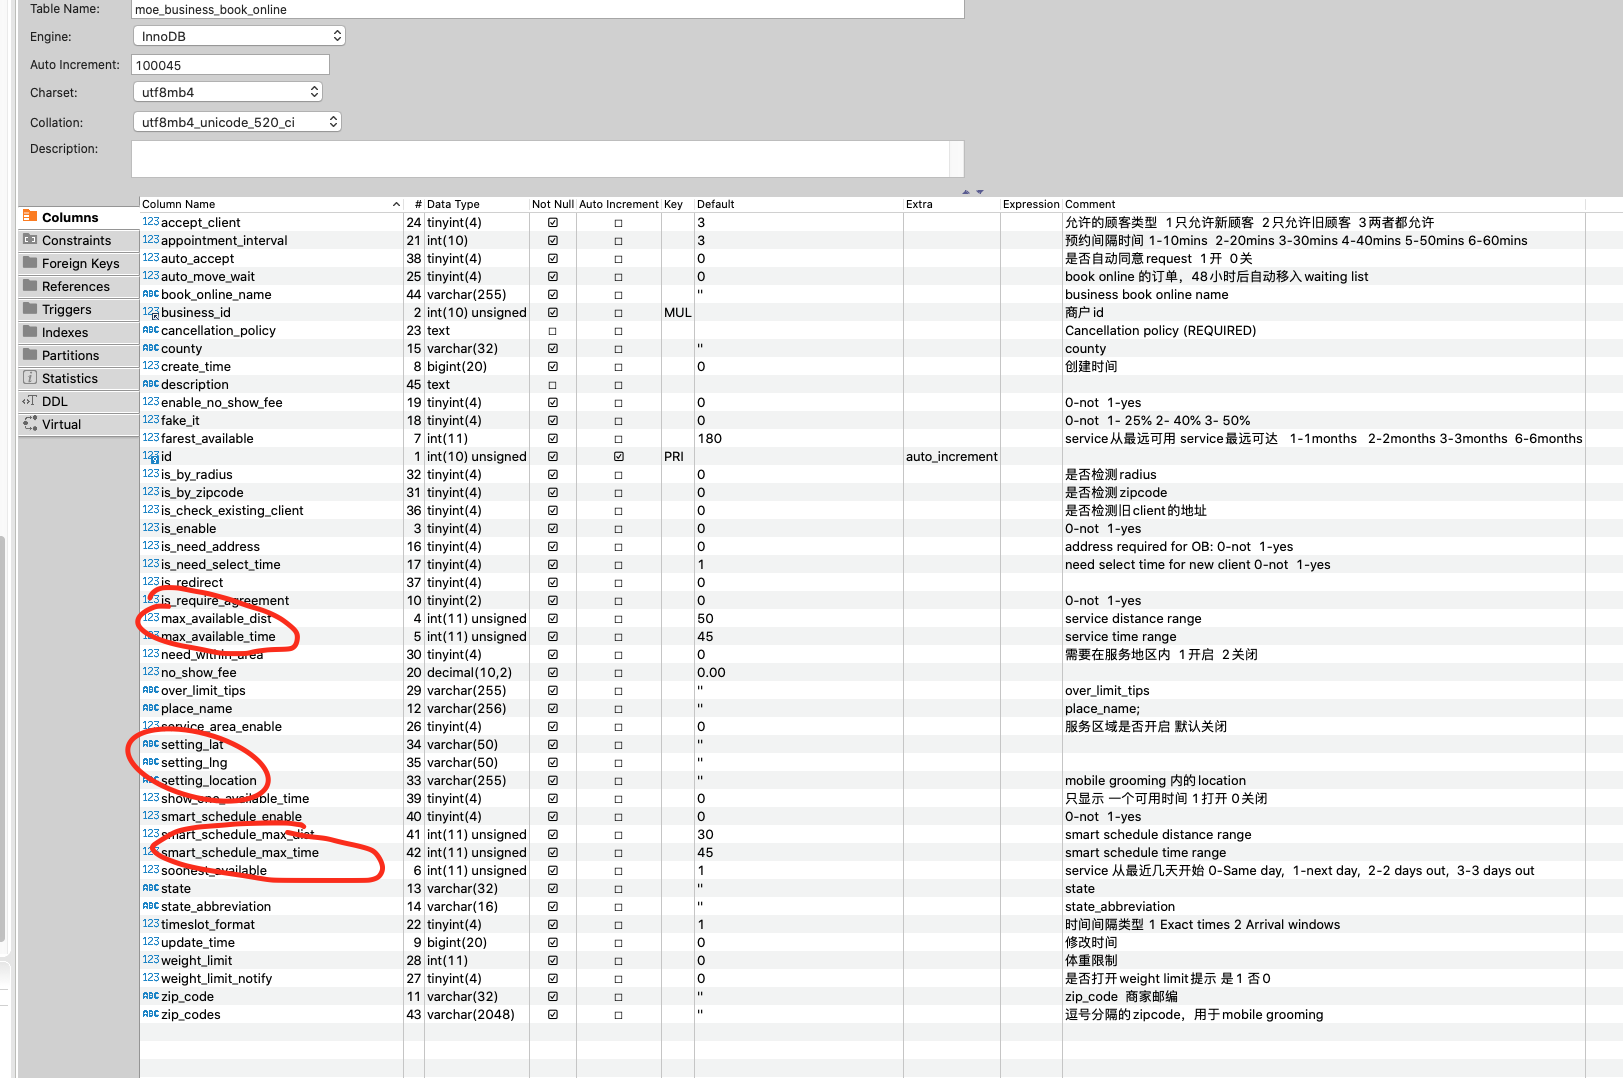 Table Name: moe_business_book_online
Engine: InnoDB
Auto Increment: 100045
Charset: utf8mb4
Collation: utf8mb4_unicode_520_ci
Description:
Columns
Constraints
Foreign Keys
References
Triggers
Indexes
Partitions
Statistics
DDL
Virtual
Column Name # Data Type Not Null Auto Increment Key Default Extra Expression Comment
123 accept_client 24 tinyint(4) 3 允许的顾客类型 1只允许新顾客 2只允许旧顾客 3两者都允许
123 appointment_interval 21 int(10) 3 预约间隔时间 1-10mins 2-20mins 3-30mins 4-40mins 5-50mins 6-60mins
123 auto_accept 38 tinyint(4) 0 是否自动同意request 1开 0关
123 auto_move_wait 25 tinyint(4) 0 book online 的订单，48小时后自动移入waiting list
ABC book_online_name 44 varchar(255) '' business book online name
123 business_id 2 int(10) unsigned MUL 商户id
ABC cancellation_policy 23 text Cancellation policy (REQUIRED)
ABC county 15 varchar(32) '' county
123 create_time 8 bigint(20) 0 创建时间
ABC description 45 text
123 enable_no_show_fee 19 tinyint(4) 0 0-not 1-yes
123 fake_it 18 tinyint(4) 0 0-not 1- 25% 2- 40% 3- 50%
123 farest_available 7 int(11) 180 service从最远可用 service最远可达 1-1months 2-2months 3-3months 6-6months
123 id 1 int(10) unsigned PRI auto_increment
123 is_by_radius 32 tinyint(4) 0 是否检测radius
123 is_by_zipcode 31 tinyint(4) 0 是否检测zipcode
123 is_check_existing_client 36 tinyint(4) 0 是否检测旧client的地址
123 is_enable 3 tinyint(4) 0 0-not 1-yes
123 is_need_address 16 tinyint(4) 0 address required for OB: 0-not 1-yes
123 is_need_select_time 17 tinyint(4) 1 need select time for new client 0-not 1-yes
123 is_redirect 37 tinyint(4) 0
123 is_require_agreement 10 tinyint(2) 0 0-not 1-yes
123 max_available_dist 4 int(11) unsigned 50 service distance range
123 max_available_time 5 int(11) unsigned 45 service time range
123 need_within_area 30 tinyint(4) 0 需要在服务地区内 1开启 2关闭
123 no_show_fee 20 decimal(10,2) 0.00
ABC over_limit_tips 29 varchar(255) '' over_limit_tips
ABC place_name 12 varchar(256) '' place_name;
123 service_area_enable 26 tinyint(4) 0 服务区域是否开启 默认关闭
ABC setting_lat 34 varchar(50) ''
ABC setting_lng 35 varchar(50) ''
ABC setting_location 33 varchar(255) '' mobile grooming 内的location
123 show_one_available_time 39 tinyint(4) 0 只显示 一个可用时间 1打开 0关闭
123 smart_schedule_enable 40 tinyint(4) 0 0-not 1-yes
123 smart_schedule_max_dist 41 int(11) unsigned 30 smart schedule distance range
123 smart_schedule_max_time 42 int(11) unsigned 45 smart schedule time range
123 soonest_available 6 int(11) unsigned 1 service 从最近几天开始 0-Same day, 1-next day, 2-2 days out, 3-3 days out
ABC state 13 varchar(32) '' state
ABC state_abbreviation 14 varchar(16) '' state_abbreviation
123 timeslot_format 22 tinyint(4) 1 时间间隔类型 1 Exact times 2 Arrival windows
123 update_time 9 bigint(20) 0 修改时间
123 weight_limit 28 int(11) 0 体重限制
123 weight_limit_notify 27 tinyint(4) 0 是否打开weight limit提示 是1 否0
ABC zip_code 11 varchar(32) '' zip_code 商家邮编
ABC zip_codes 43 varchar(2048) '' 逗号分隔的zipcode，用于mobile grooming